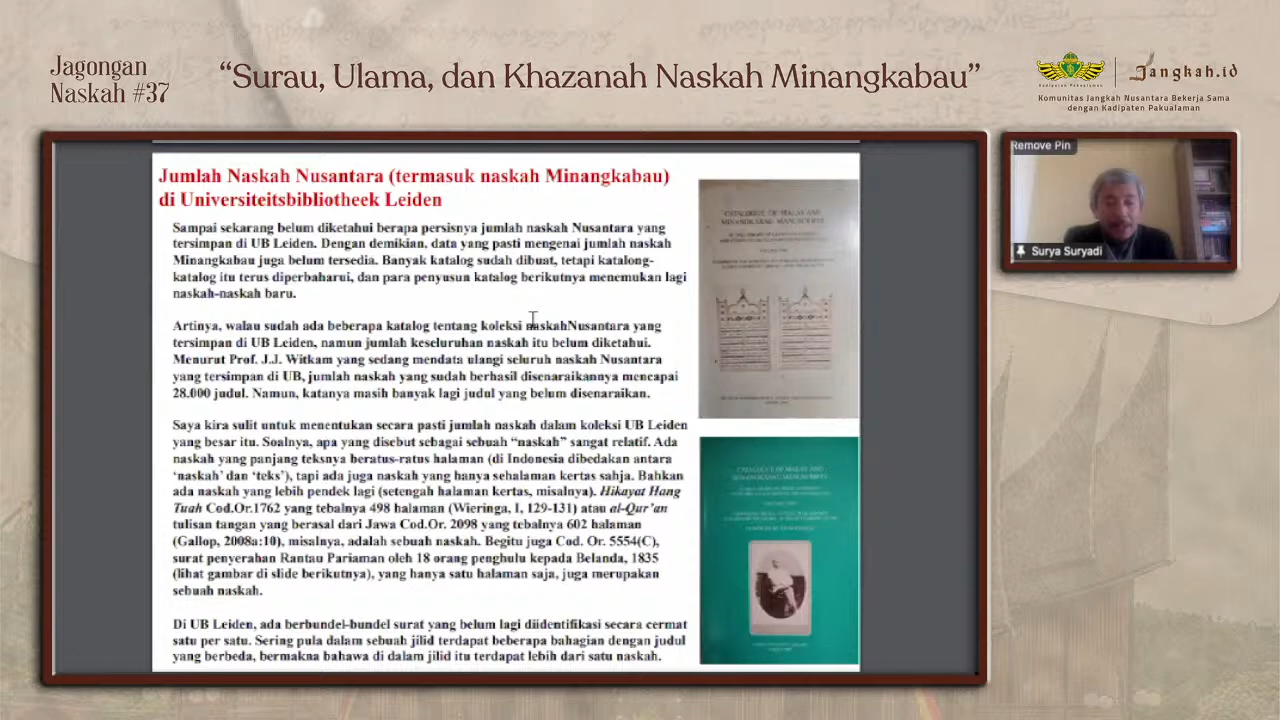 Jagongan
Naskah #37
“Surau, Ulama, dan Khazanah Naskah Minangkabau”
Jangkah.id
Komunitas Jangkah Nusantara Bekerja Sama
dengan Kadipaten Pakualaman
Remove Pin
Surya Suryadi
Jumlah Naskah Nusantara (termasuk naskah Minangkabau)
di Universiteitsbibliotheek Leiden
Sampai sekarang belum diketahui berapa persisnya jumlah naskah Nusantara yang
tersimpan di UB Leiden. Dengan demikian, data yang pasti mengenai jumlah naskah
Minangkabau juga belum tersedia. Banyak katalog sudah dibuat, tetapi katalong-
katalog itu terus diperbaharui, dan para penyusun katalog berikutnya menemukan lagi
naskah-naskah baru.
Artinya, walau sudah ada beberapa katalog tentang koleksi naskahNusantara yang
tersimpan di UB Leiden, namun jumlah keseluruhan naskah itu belum diketahui.
Menurut Prof. J.J. Witkam yang sedang mendata ulangi seluruh naskah Nusantara
yang tersimpan di UB, jumlah naskah yang sudah berhasil disenaraikannya mencapai
28.000 judul. Namun, katanya masih banyak lagi judul yang belum disenaraikan.
Saya kira sulit untuk menentukan secara pasti jumlah naskah dalam koleksi UB Leiden
yang besar itu. Soalnya, apa yang disebut sebagai sebuah “naskah” sangat relatif. Ada
naskah yang panjang teksnya beratus-ratus halaman (di Indonesia dibedakan antara
‘naskah’ dan ‘teks’), tapi ada juga naskah yang hanya sehalaman kertas sahja. Bahkan
ada naskah yang lebih pendek lagi (setengah halaman kertas, misalnya). Hikayat Hang
Tuah Cod.Or.1762 yang tebalnya 498 halaman (Wieringa, I, 129-131) atau al-Qur’an
tulisan tangan yang berasal dari Jawa Cod.Or. 2098 yang tebalnya 602 halaman
(Gallop, 2008a:10), misalnya, adalah sebuah naskah. Begitu juga Cod. Or. 5554(C),
surat penyerahan Rantau Pariaman oleh 18 orang penghulu kepada Belanda, 1835
(lihat gambar di slide berikutnya), yang hanya satu halaman saja, juga merupakan
sebuah naskah.
Di UB Leiden, ada berbundel-bundel surat yang belum lagi diidentifikasi secara cermat
satu per satu. Sering pula dalam sebuah jilid terdapat beberapa bahagian dengan judul
yang berbeda, bermakna bahawa di dalam jilid itu terdapat lebih dari satu naskah.
CATALOGUE OF MALAY AND
MINANGKABAU MANUSCRIPTS
CATALOGUE OF MALAY AND
MINANGKABAU MANUSCRIPTS